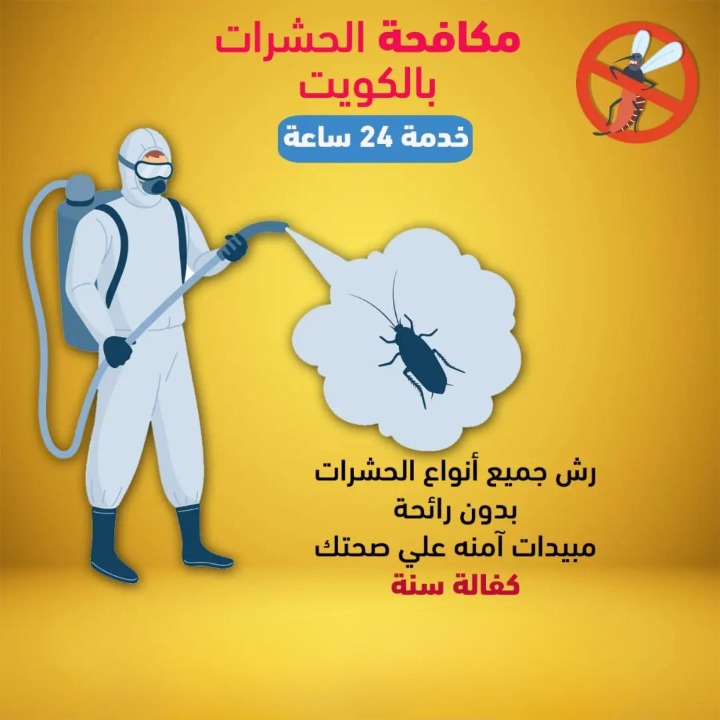 مكافحة الحشرات
بالكويت
خدمة 24 ساعة
رش جميع أنواع الحشرات
بدون رائحة
مبيدات آمنه علي صحتك
كفالة سنة